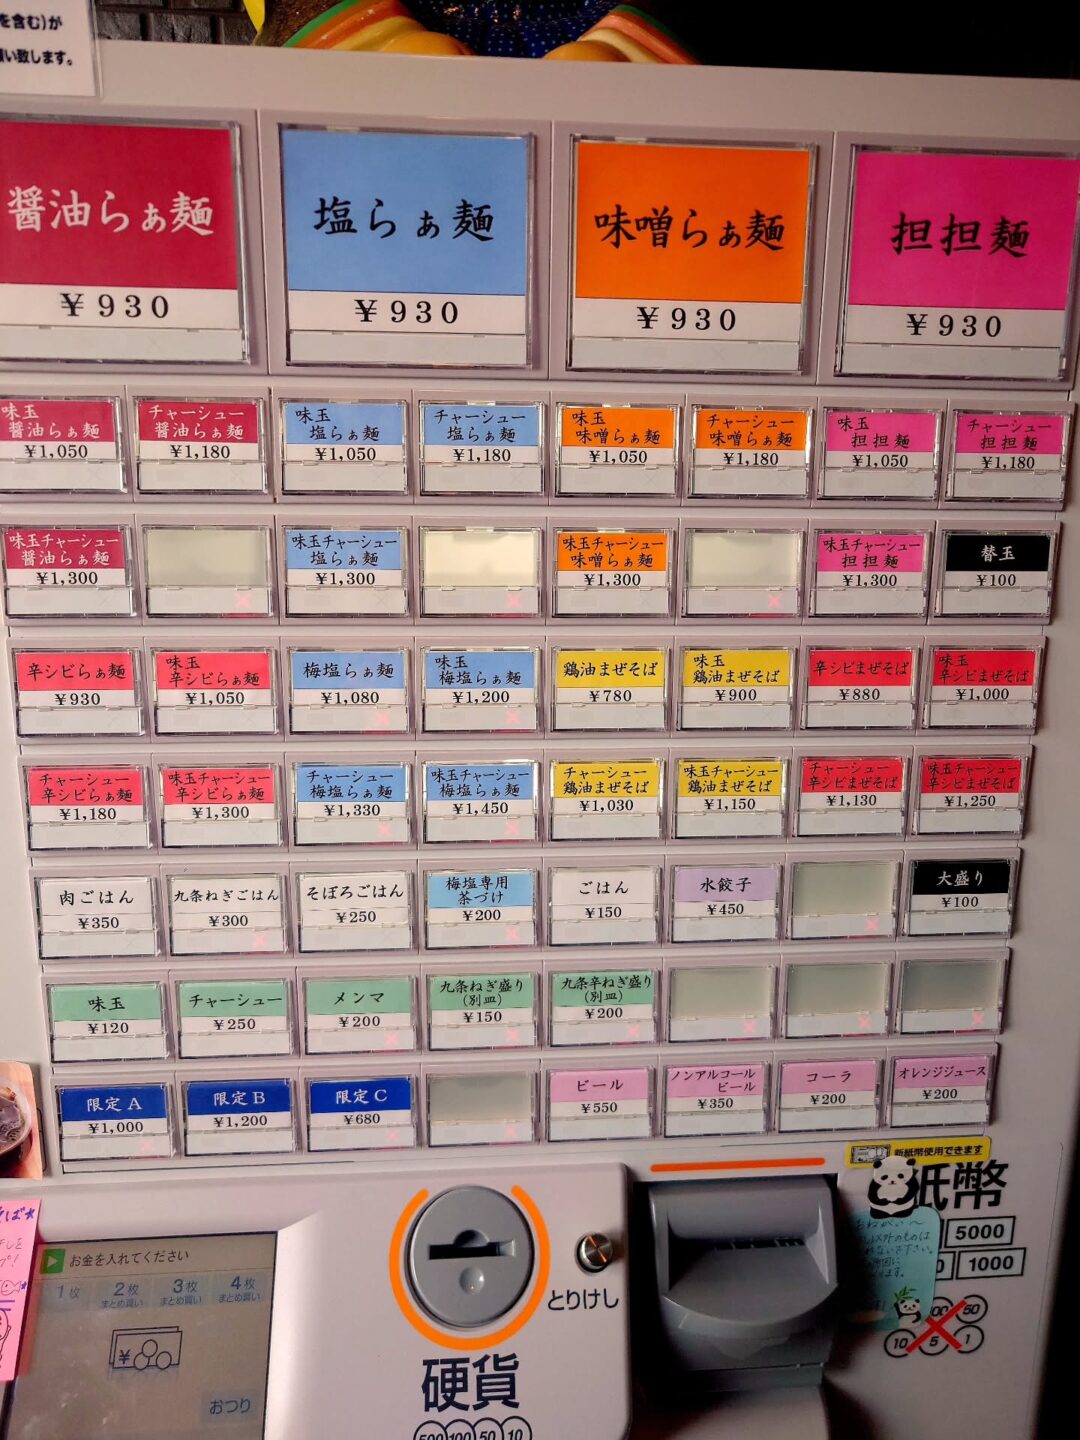 を含む)が
い致します。
醤油らぁ麺
¥930
塩らぁ麺
¥930
味噌らぁ麺
¥930
担担麺
¥930
味玉
醤油らぁ麺
¥1,050
チャーシュー
醤油らぁ麺
¥1,180
味玉
塩らぁ麺
¥1,050
チャーシュー
塩らぁ麺
¥1,180
味玉
味噌らぁ麺
¥1,050
チャーシュー
味噌らぁ麺
¥1,180
味玉
担担麺
¥1,050
チャーシュー
担担麺
¥1,180
味玉チャーシュー
醤油らぁ麺
¥1,300
味玉チャーシュー
塩らぁ麺
¥1,300
味玉チャーシュー
味噌らぁ麺
¥1,300
味玉チャーシュー
担担麺
¥1,300
替玉
¥100
辛シビらぁ麺
¥930
味玉
辛シビらぁ麺
¥1,050
梅塩らぁ麺
¥1,080
味玉
梅塩らぁ麺
¥1,200
鶏油まぜそば
¥780
味玉
鶏油まぜそば
¥900
辛シビまぜそば
¥880
味玉
辛シビまぜそば
¥1,000
チャーシュー
辛シビらぁ麺
¥1,180
味玉チャーシュー
辛シビらぁ麺
¥1,300
チャーシュー
梅塩らぁ麺
¥1,330
味玉チャーシュー
梅塩らぁ麺
¥1,450
チャーシュー
鶏油まぜそば
¥1,030
味玉チャーシュー
鶏油まぜそば
¥1,150
チャーシュー
辛シビまぜそば
¥1,130
味玉チャーシュー
辛シビまぜそば
¥1,250
肉ごはん
¥350
九条ねぎごはん
¥300
そぼろごはん
¥250
梅塩専用
茶づけ
¥200
ごはん
¥150
水餃子
¥450
大盛り
¥100
味玉
¥120
チャーシュー
¥250
メンマ
¥200
九条ねぎ盛り
(別皿)
¥150
九条辛ねぎ盛り
(別皿)
¥200
限定A
¥1,000
限定B
¥1,200
限定C
¥680
ビール
¥550
ノンアルコール
ビール
¥350
コーラ
¥200
オレンジジュース
¥200
新紙幣使用できます
紙幣
5000
1000
50
10 5 1
お金を入れてください
1枚 2枚 3枚 4枚
まとめ買い まとめ買い まとめ買い
¥
おつり
とりけし
硬貨
500 100 50 10